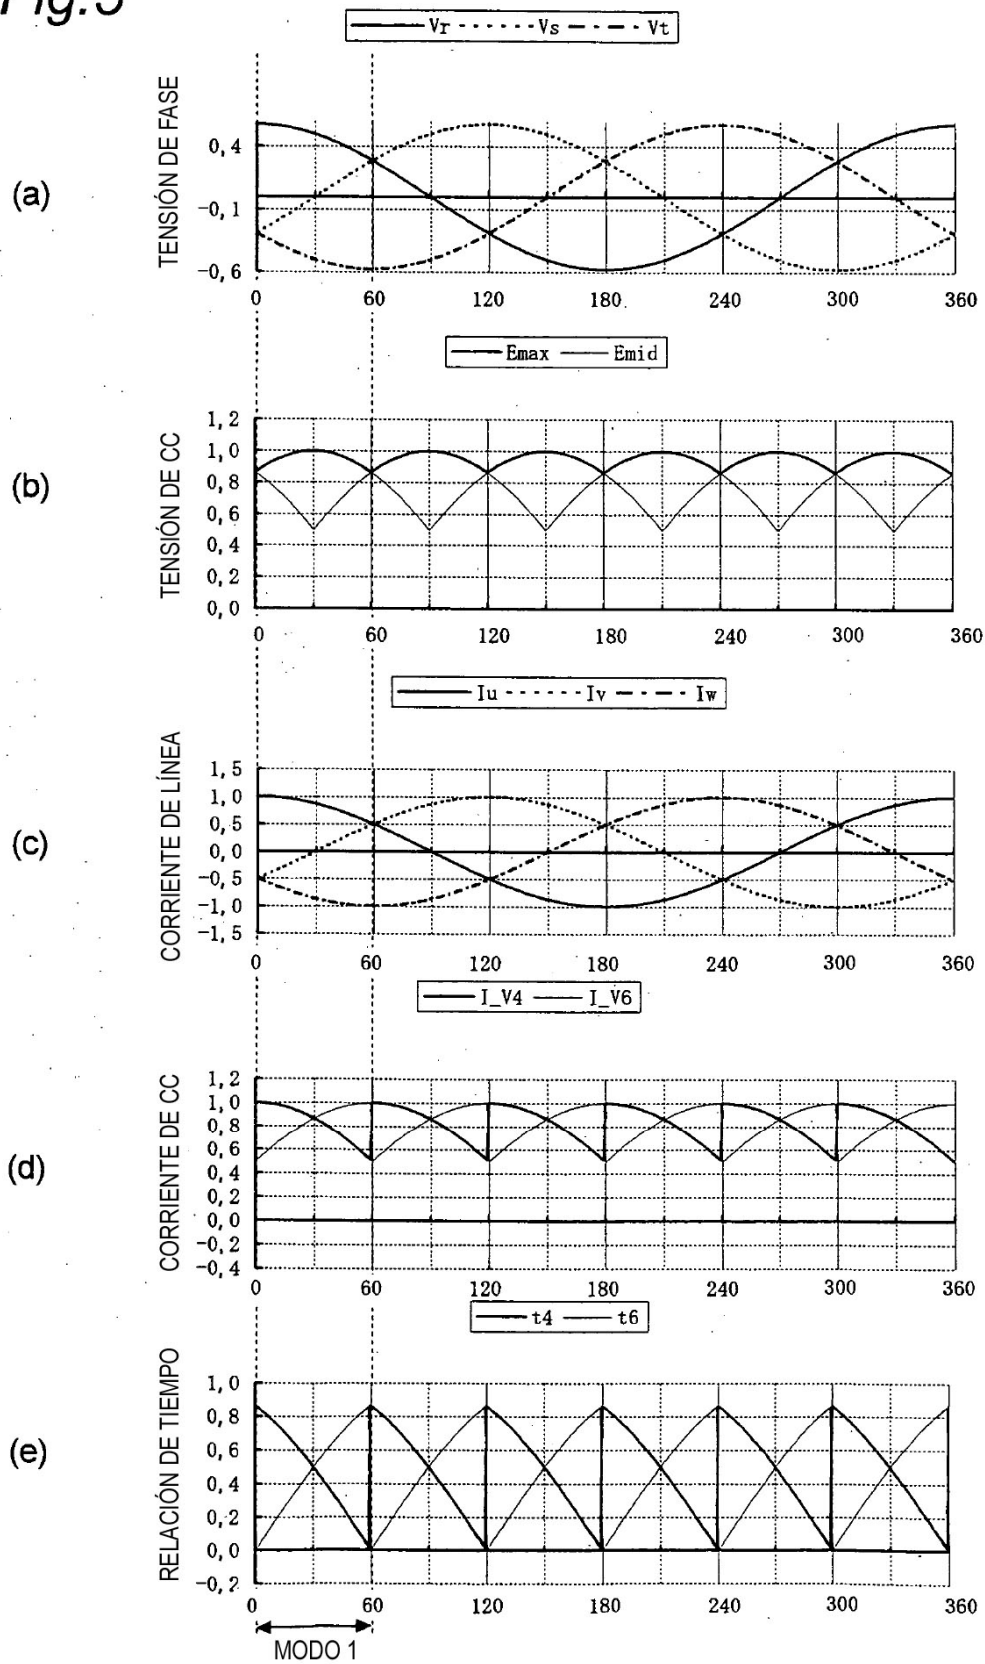 Fig.5
Vr Vs Vt
(a)
TENSIÓN DE FASE
0,4
-0,1
-0,6
0 60 120 180 240 300 360
Emax Emid
(b)
TENSIÓN DE CC
1,2
1,0
0,8
0,6
0,4
0,2
0,0
0 60 120 180 240 300 360
Iu Iv Iw
(c)
CORRIENTE DE LÍNEA
1,5
1,0
0,5
0,0
-0,5
-1,0
-1,5
0 60 120 180 240 300 360
I_V4 I_V6
(d)
CORRIENTE DE CC
1,2
1,0
0,8
0,6
0,4
0,2
0,0
-0,2
-0,4
0 60 120 180 240 300 360
t4 t6
(e)
RELACIÓN DE TIEMPO
1,0
0,8
0,6
0,4
0,2
0,0
-0,2
0 60 120 180 240 300 360
MODO 1